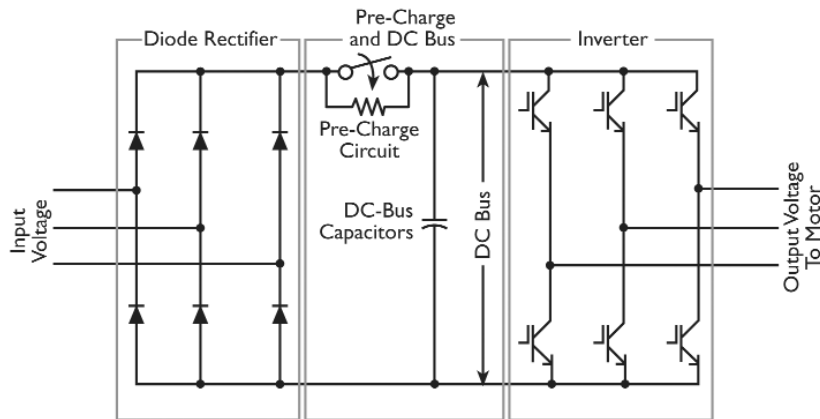 Diode Rectifier
Pre-Charge
and DC Bus
Inverter
Pre-Charge
Circuit
Input
Voltage
DC-Bus
Capacitors
DC Bus
Output Voltage
To Motor